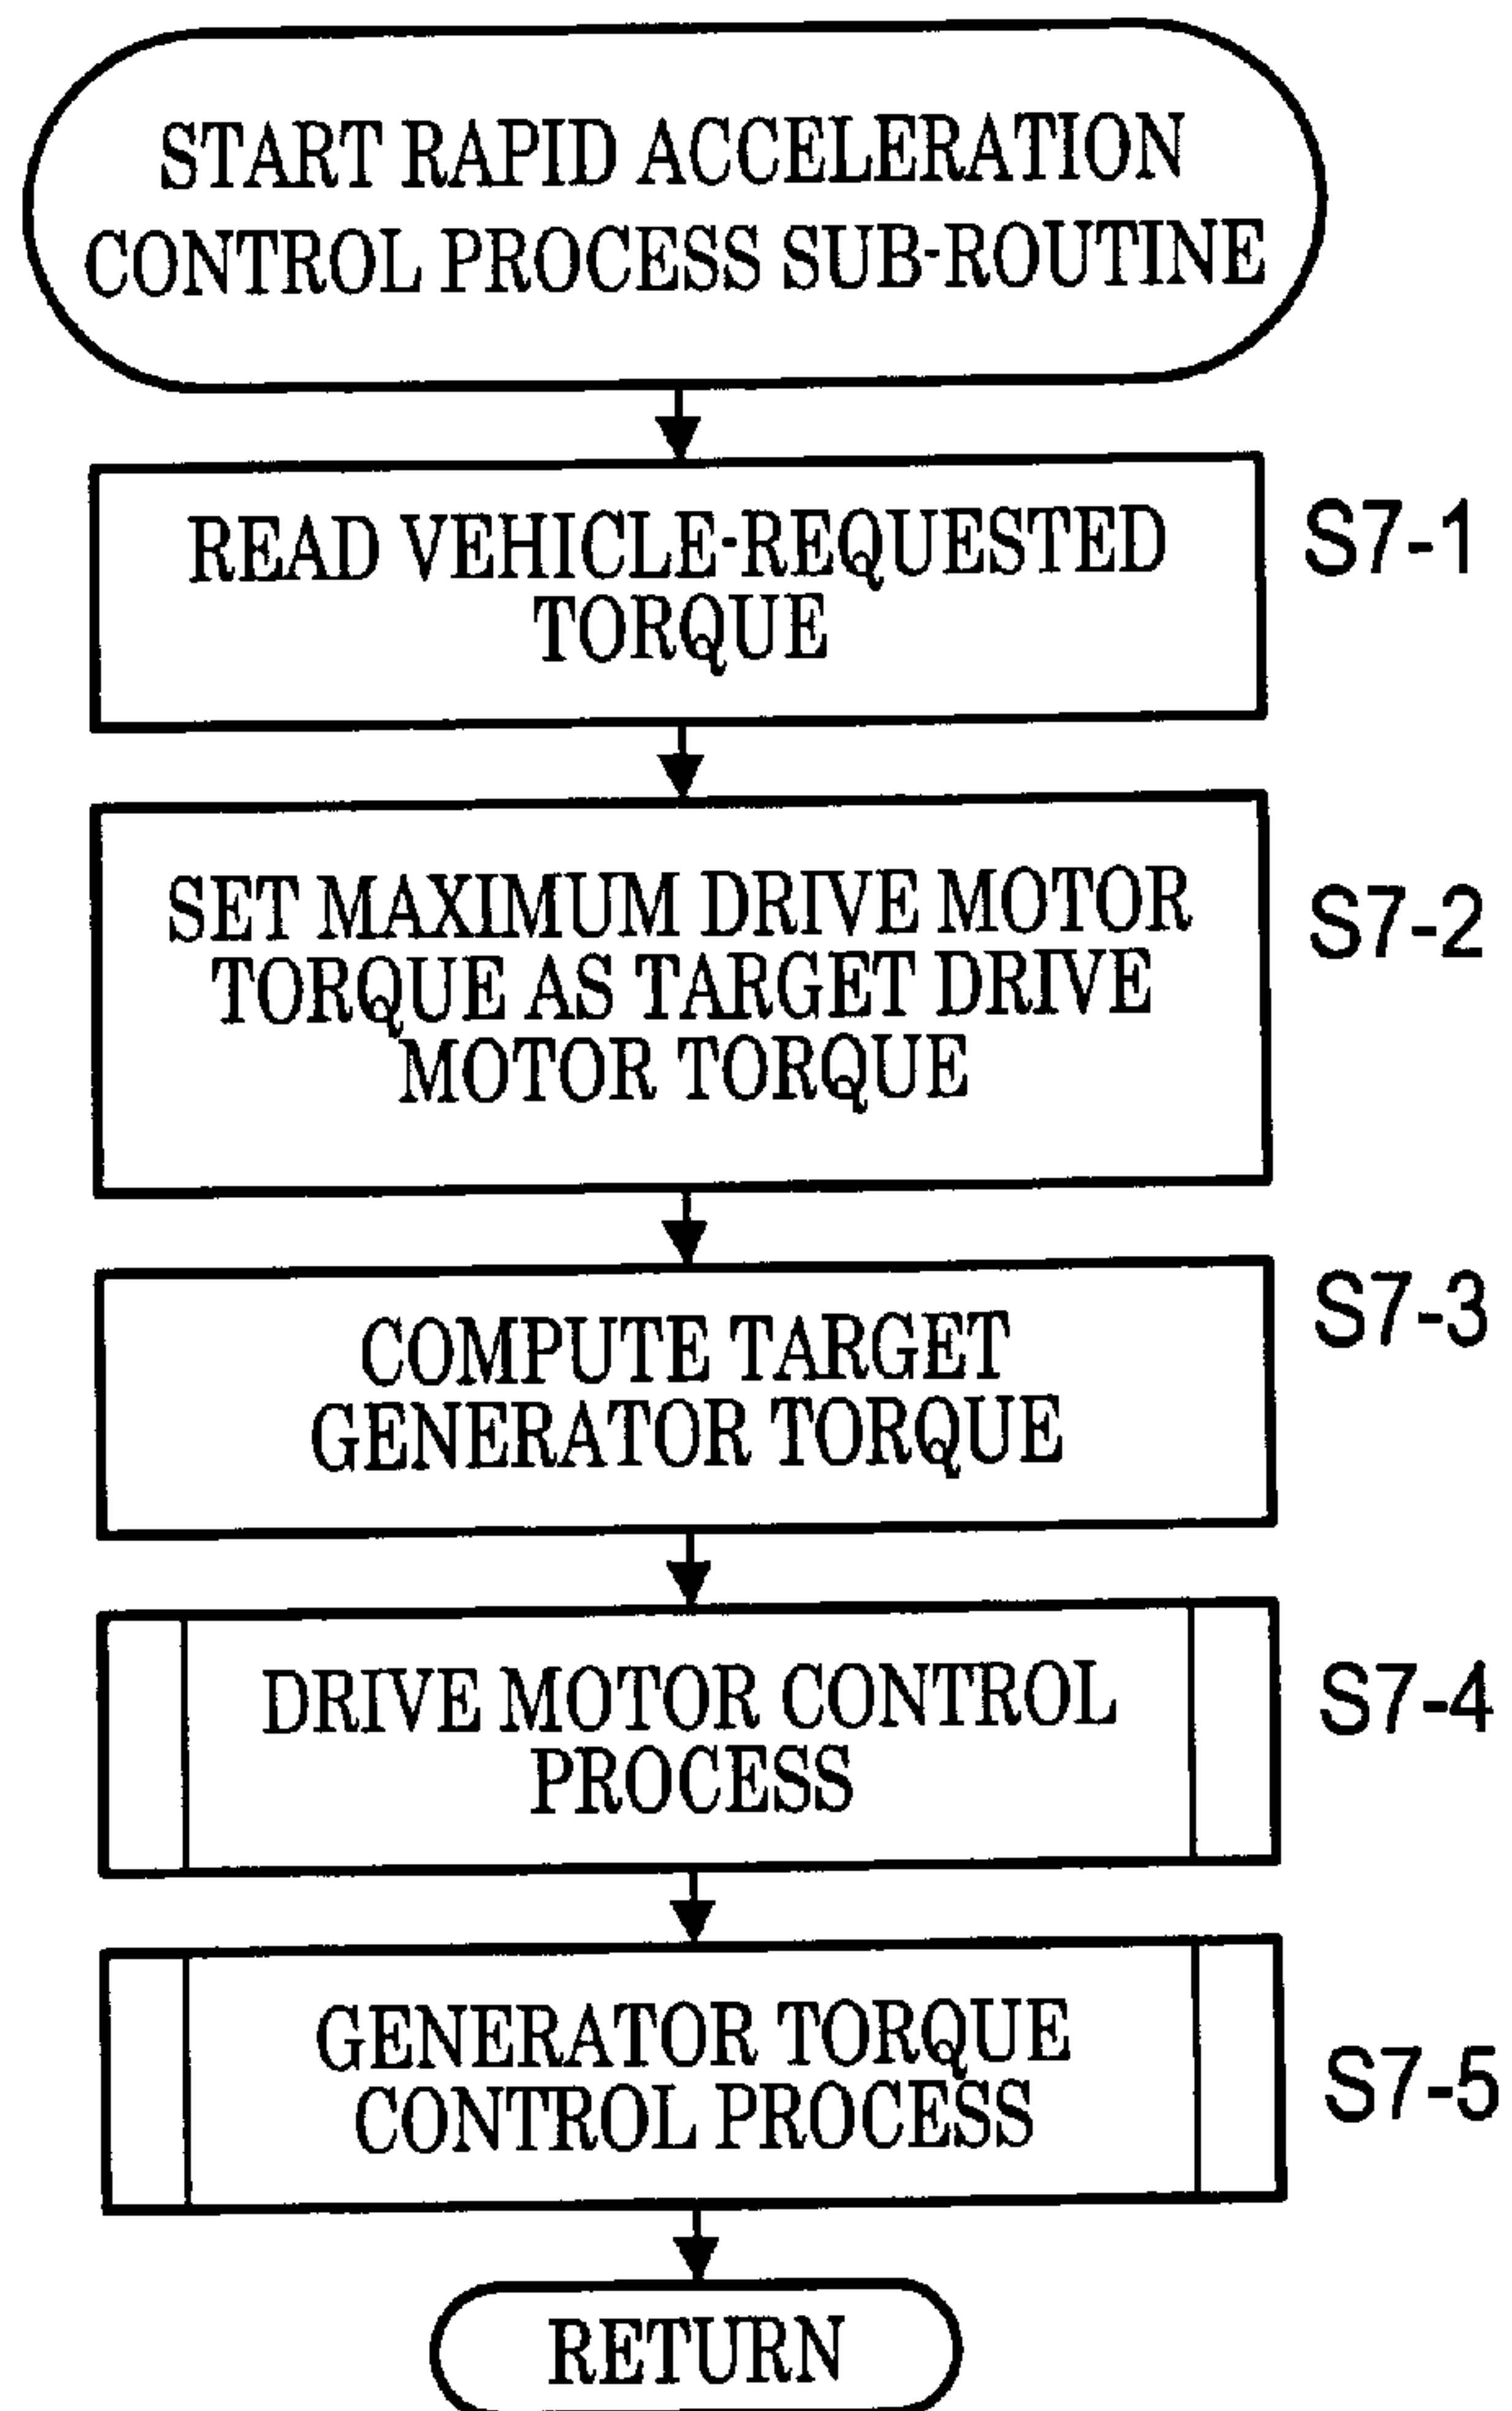 START RAPID ACCELERATION
CONTROL PROCESS SUB-ROUTINE
READ VEHICLE-REQUESTED
TORQUE
S7-1
SET MAXIMUM DRIVE MOTOR
TORQUE AS TARGET DRIVE
MOTOR TORQUE
S7-2
COMPUTE TARGET
GENERATOR TORQUE
S7-3
DRIVE MOTOR CONTROL
PROCESS
S7-4
GENERATOR TORQUE
CONTROL PROCESS
S7-5
RETURN